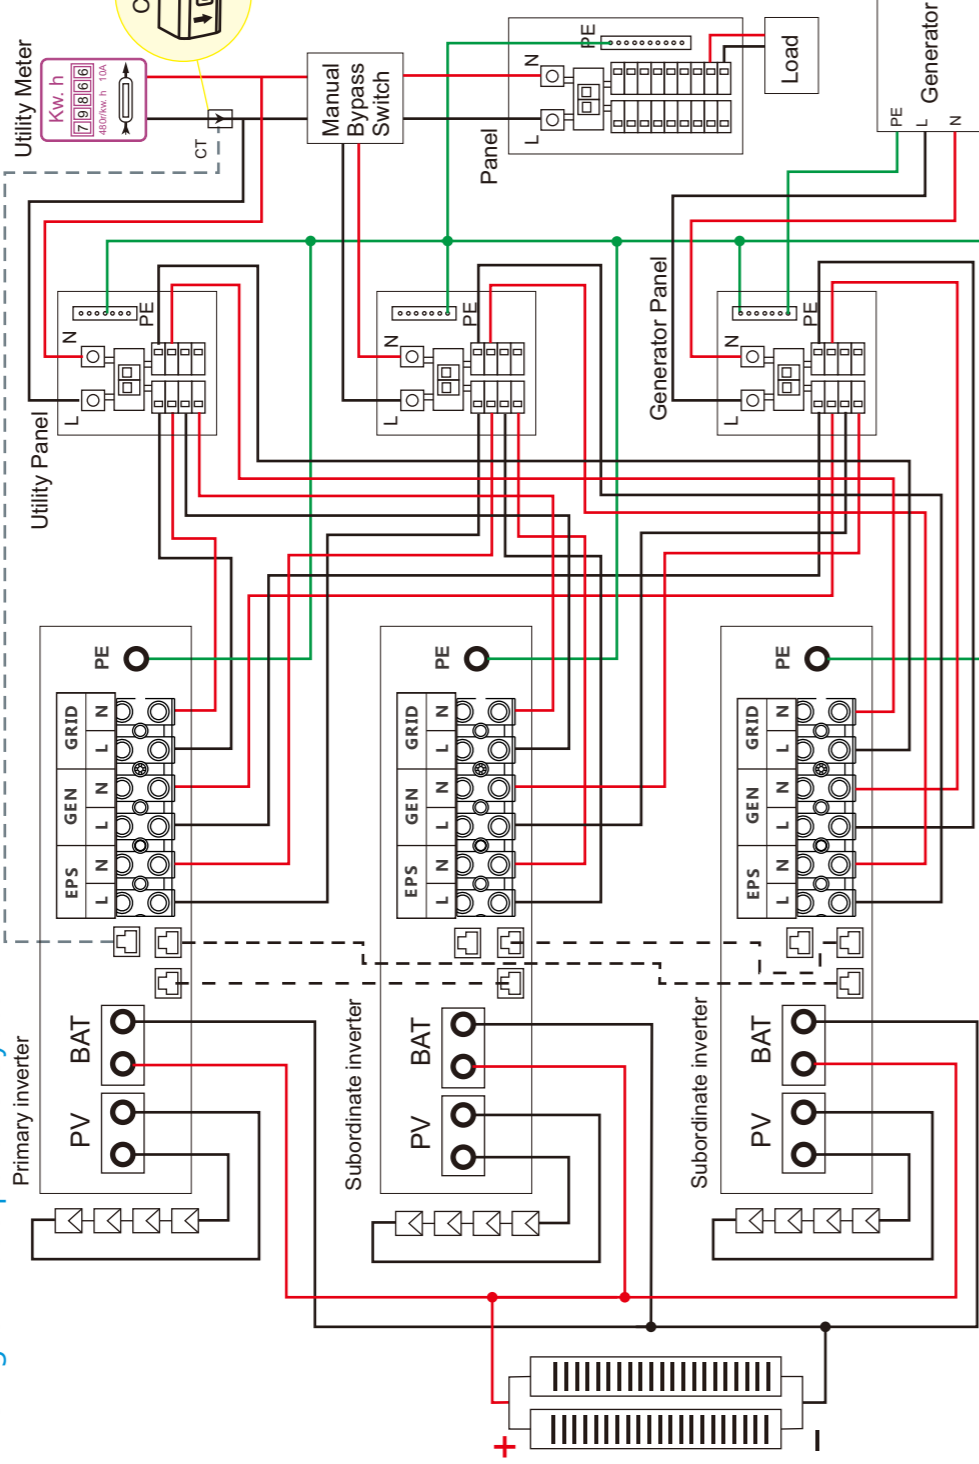 Utility Meter
Kw. h
79866
480r/kw. h 10A
CT
Manual
Bypass
Switch
Panel
L
N
PE
Load
Generator
PE
L
N
Utility Panel
L
N
PE
L
N
PE
Generator Panel
L
N
PE
Primary inverter
PV
BAT
EPS
GEN
GRID
L
N
L
N
L
N
PE
Subordinate inverter
PV
BAT
EPS
GEN
GRID
L
N
L
N
L
N
PE
Subordinate inverter
PV
BAT
EPS
GEN
GRID
L
N
L
N
L
N
PE
+